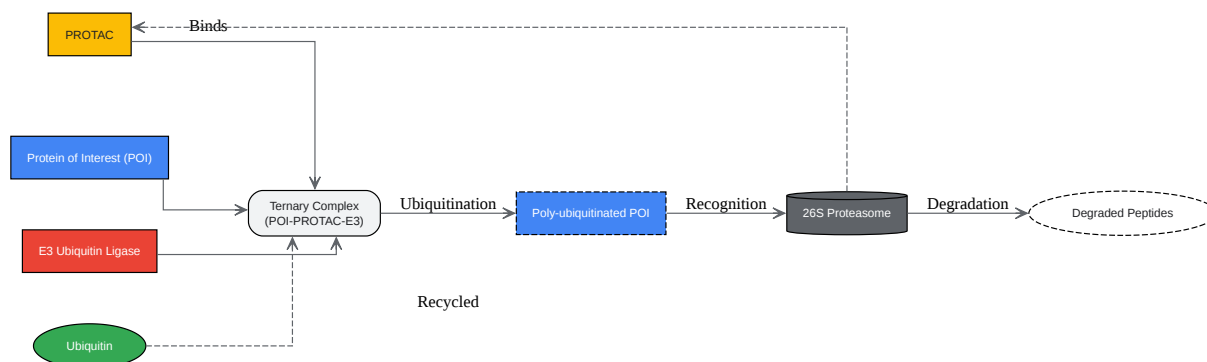 Binds
PROTAC
Protein of Interest (POI)
Ternary Complex
(POI-PROTAC-E3)
Ubiquitination
Poly-ubiquitinated POI
Recognition
26S Proteasome
Degradation
Degraded Peptides
E3 Ubiquitin Ligase
Recycled
Ubiquitin